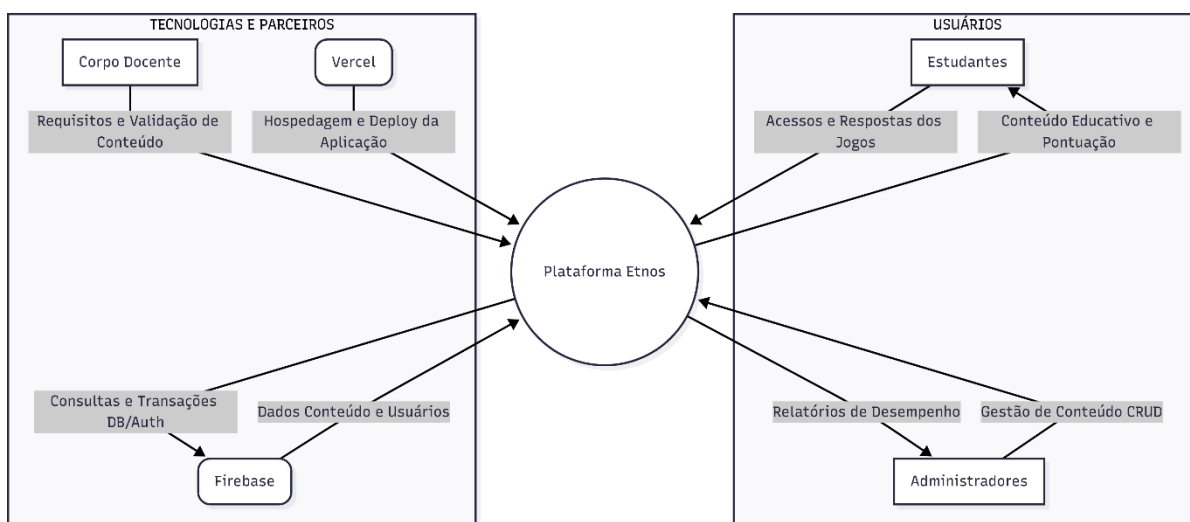 TECNOLOGIAS E PARCEIROS
Corpo Docente
Vercel
Requisitos e Validação de
Conteúdo
Hospedagem e Deploy da
Aplicação
USUÁRIOS
Estudantes
Acessos e Respostas dos
Jogos
Conteúdo Educativo e
Pontuação
Plataforma Etnos
Consultas e Transações
DB/Auth
Dados Conteúdo e Usuários
Firebase
Relatórios de Desempenho
Gestão de Conteúdo CRUD
Administradores